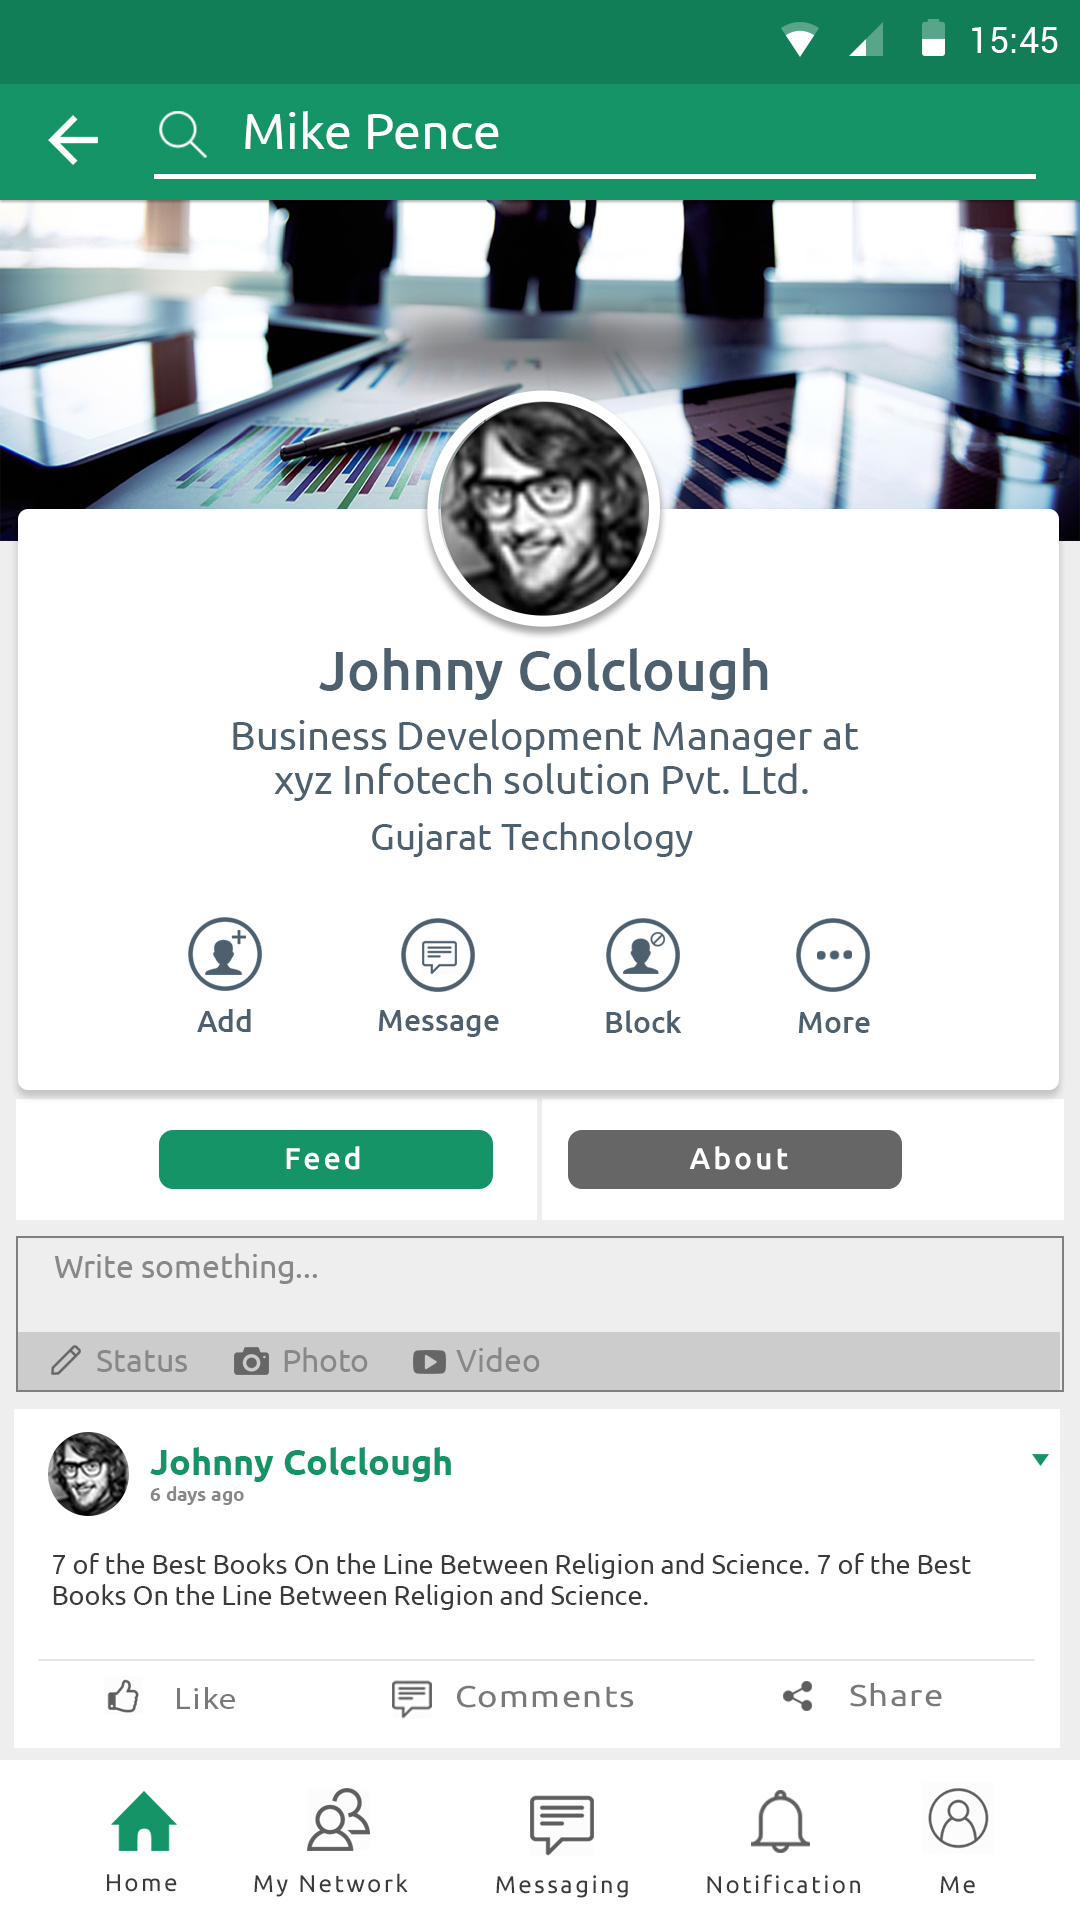 15:45
Mike Pence
Johnny Colclough
Business Development Manager at
xyz Infotech solution Pvt. Ltd.
Gujarat Technology
Add Message Block More
Feed About
Write something...
Status Photo Video
Johnny Colclough
6 days ago
7 of the Best Books On the Line Between Religion and Science. 7 of the Best
Books On the Line Between Religion and Science.
Like Comments Share
Home My Network Messaging Notification Me